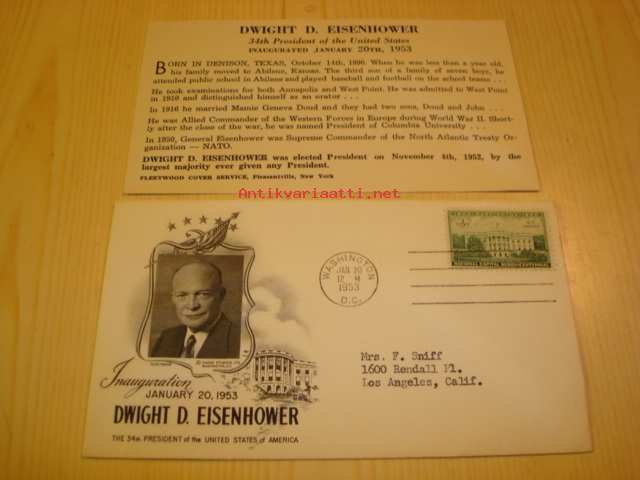 DWIGHT D. EISENHOWER
34th President of the United States
INAUGURATED JANUARY 20TH, 1953
BORN IN DENISON, TEXAS, October 14th, 1890. When he was less than a year old,
his family moved to Abilene, Kansas. The third son of a family of seven boys, he
attended public school in Abilene and played baseball and football on the school teams . . .
He took examinations for both Annapolis and West Point. He was admitted to West Point
in 1910 and distinguished himself as an orator . . .
In 1916 he married Mamie Geneva Doud and they had two sons, Doud and John . . .
He was Allied Commander of the Western Forces in Europe during World War II. Short-
ly after the close of the war, he was named President of Columbia University . . .
In 1950, General Eisenhower was Supreme Commander of the North Atlantic Treaty Or-
ganization — NATO.
DWIGHT D. EISENHOWER was elected President on November 4th, 1952, by the
largest majority ever given any President.
FLEETWOOD COVER SERVICE, Pleasantville, New York
Antikvariaatti.net
WASHINGTON
JAN 20
12 M
1953
D.C.
NATIONAL CAPITAL SESQUICENTENNIAL
Mrs. F. Sniff
1600 Rendall Pl.
Los Angeles, Calif.
Inauguration
JANUARY 20, 1953
DWIGHT D. EISENHOWER
THE 34th PRESIDENT of the UNITED STATES of AMERICA